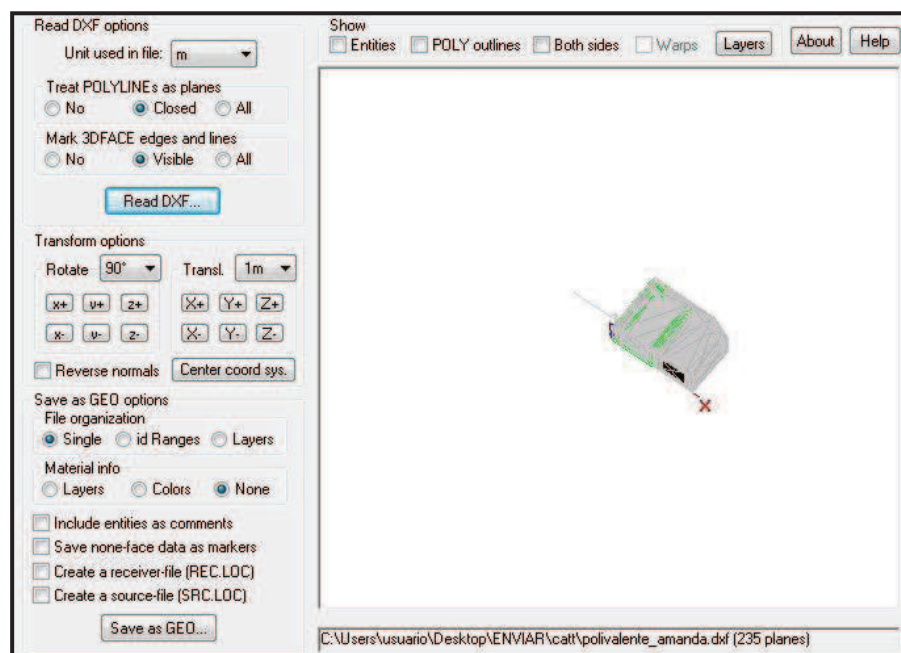 Read DXF options
Unit used in file: m
Treat POLYLINEs as planes
No Closed All
Mark 3DFACE edges and lines
No Visible All
Read DXF...
Transform options
Rotate 90° Transl. 1m
x+ y+ z+ X+ Y+ Z+
x- y- z- X- Y- Z-
Reverse normals Center coord sys.
Save as GEO options
File organization
Single id Ranges Layers
Material info
Layers Colors None
Include entities as comments
Save none-face data as markers
Create a receiver-file (REC.LOC)
Create a source-file (SRC.LOC)
Save as GEO...
Show
Entities POLY outlines Both sides Warps Layers About Help
X
C:\Users\usuario\Desktop\ENVIAR\catt\polivalente_amanda.dxf (235 planes)